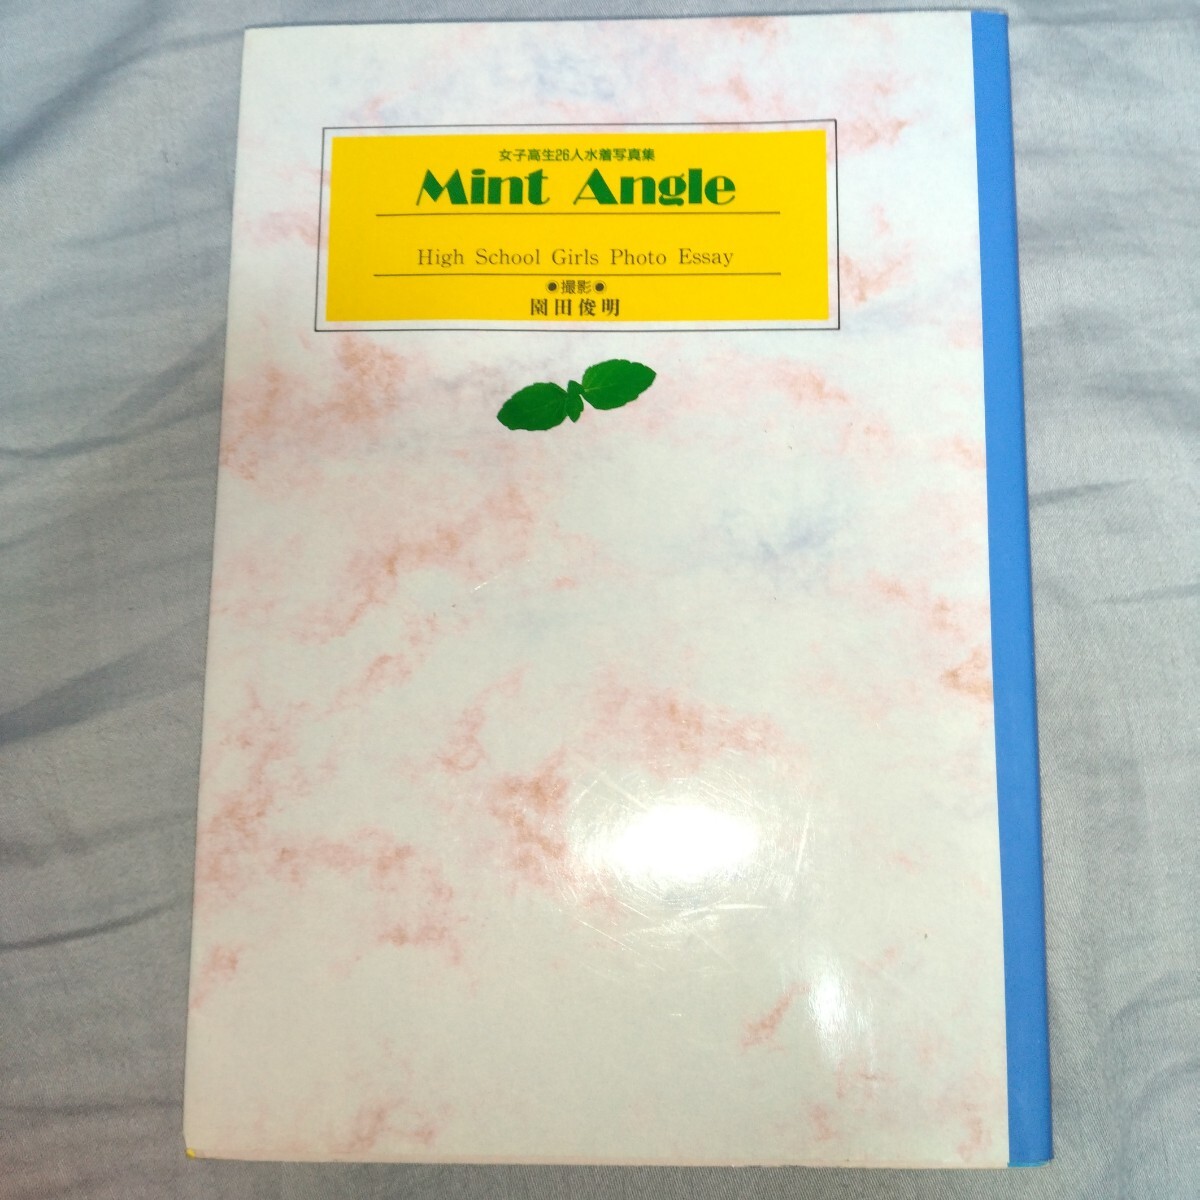 女子高生26人水着写真集
Mint Angle
High School Girls Photo Essay
◉撮影◉
園田俊明